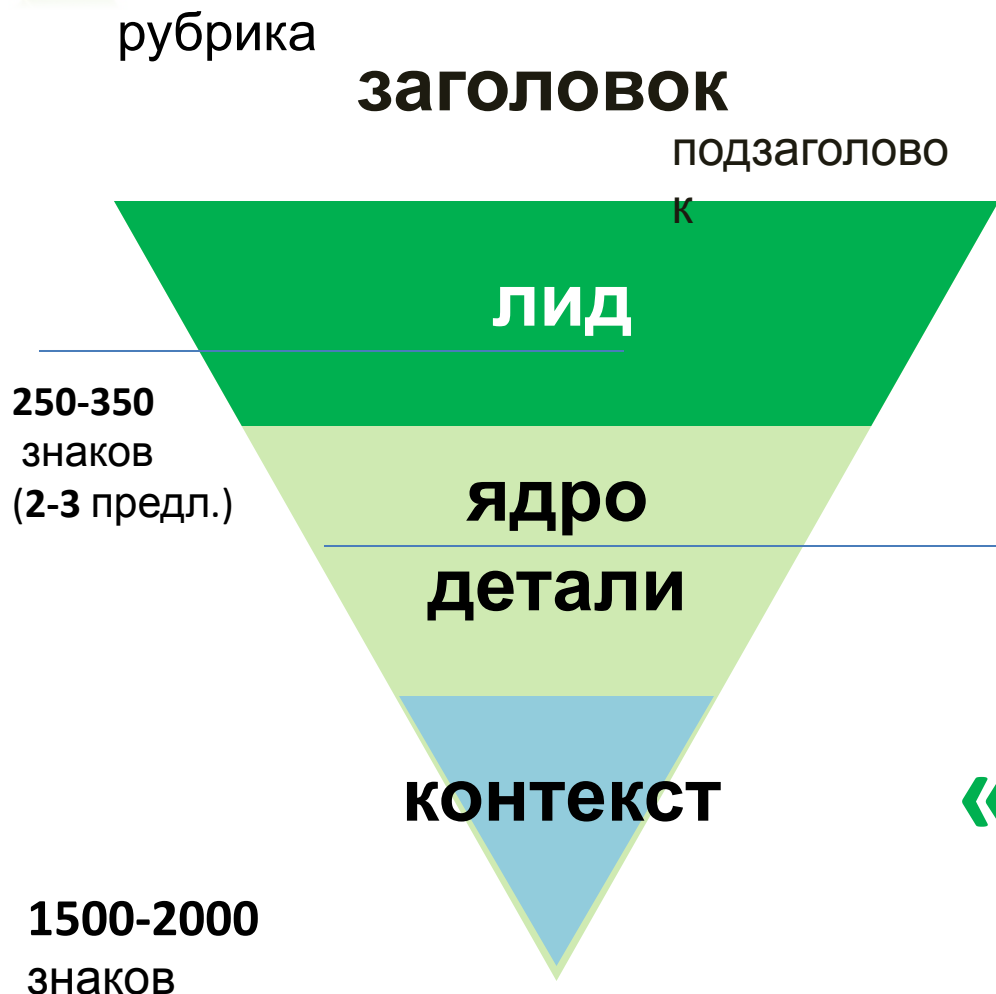 рубрика
заголовок
подзаголово
к
лид
250-350
знаков
(2-3 предл.)
ядро
детали
контекст
«
1500-2000
знаков